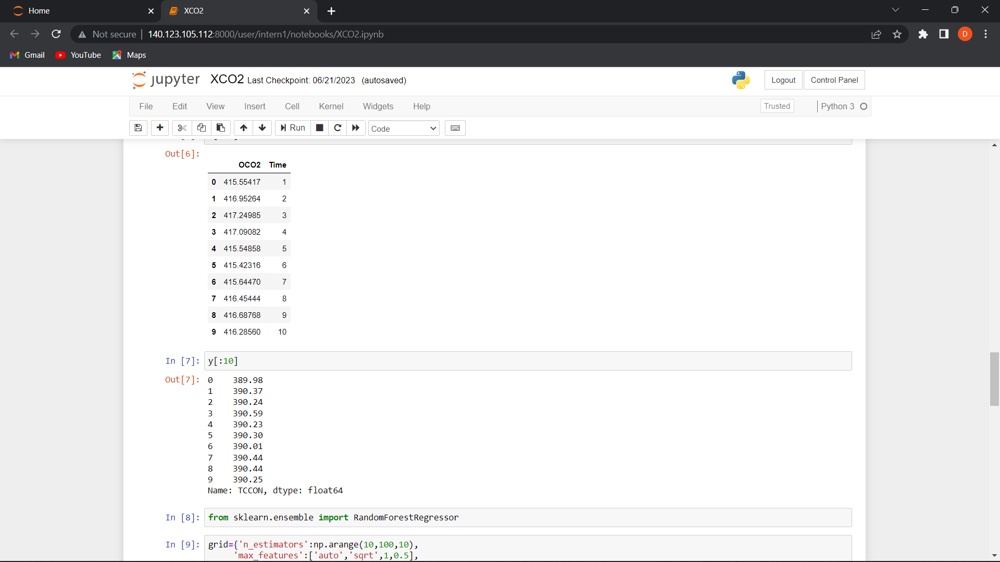 Home
XCO2
Not secure | 140.123.105.112:8000/user/intern1/notebooks/XCO2.ipynb
D
Gmail YouTube Maps
jupyter XCO2 Last Checkpoint: 06/21/2023 (autosaved)
Logout Control Panel
File Edit View Insert Cell Kernel Widgets Help
Trusted Python 3
Run Code
Out[6]:
OCO2 Time
0 415.55417 1
1 416.95264 2
2 417.24985 3
3 417.09082 4
4 415.54858 5
5 415.42316 6
6 415.64470 7
7 416.45444 8
8 416.68768 9
9 416.28560 10
In [7]: y[:10]
Out[7]: 0 389.98
1 390.37
2 390.24
3 390.59
4 390.23
5 390.30
6 390.01
7 390.44
8 390.44
9 390.25
Name: TCCON, dtype: float64
In [8]: from sklearn.ensemble import RandomForestRegressor
In [9]: grid={'n_estimators':np.arange(10,100,10),
'max_features':['auto','sqrt',1,0.5],